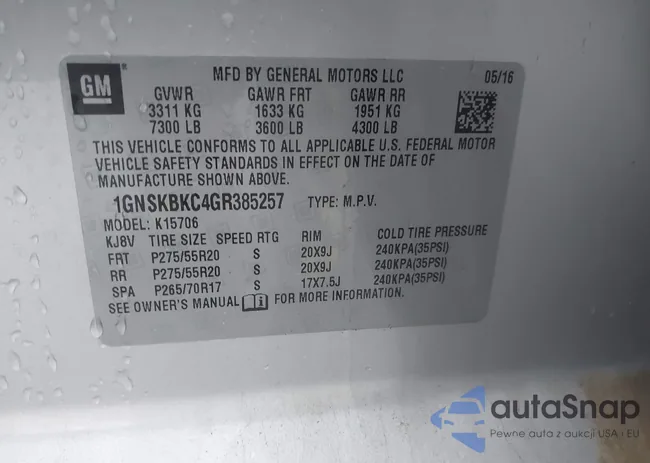 GM
MFD BY GENERAL MOTORS LLC 05/16
GVWR GAWR FRT GAWR RR
3311 KG 1633 KG 1951 KG
7300 LB 3600 LB 4300 LB
THIS VEHICLE CONFORMS TO ALL APPLICABLE U.S. FEDERAL MOTOR
VEHICLE SAFETY STANDARDS IN EFFECT ON THE DATE OF
MANUFACTURE SHOWN ABOVE.
1GNSKBKC4GR385257 TYPE: M.P.V.
MODEL: K15706
KJ8V TIRE SIZE SPEED RTG RIM COLD TIRE PRESSURE
FRT P275/55R20 S 20X9J 240KPA(35PSI)
RR P275/55R20 S 20X9J 240KPA(35PSI)
SPA P265/70R17 S 17X7.5J 240KPA(35PSI)
SEE OWNER'S MANUAL FOR MORE INFORMATION.
autaSnap
Pewne auta z aukcji USA i EU